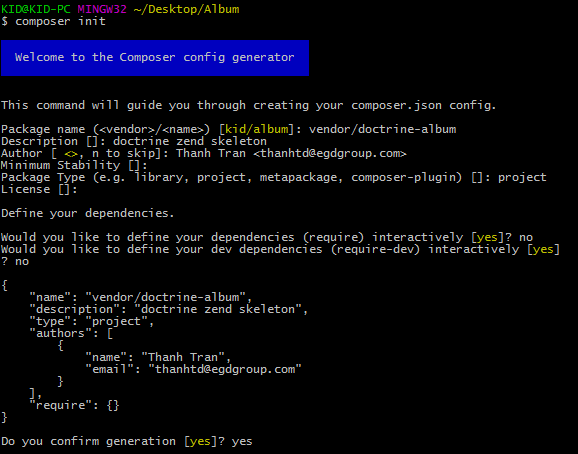 KID@KID-PC MINGW32 ~/Desktop/Album
$ composer init
Welcome to the Composer config generator
This command will guide you through creating your composer.json config.
Package name (<vendor>/<name>) [kid/album]: vendor/doctrine-album
Description []: doctrine zend skeleton
Author [ <>, n to skip]: Thanh Tran <thanhtd@egdgroup.com>
Minimum Stability []:
Package Type (e.g. library, project, metapackage, composer-plugin) []: project
License []:
Define your dependencies.
Would you like to define your dependencies (require) interactively [yes]? no
Would you like to define your dev dependencies (require-dev) interactively [yes]
? no
{
    "name": "vendor/doctrine-album",
    "description": "doctrine zend skeleton",
    "type": "project",
    "authors": [
        {
            "name": "Thanh Tran",
            "email": "thanhtd@egdgroup.com"
        }
    ],
    "require": {}
}
Do you confirm generation [yes]? yes